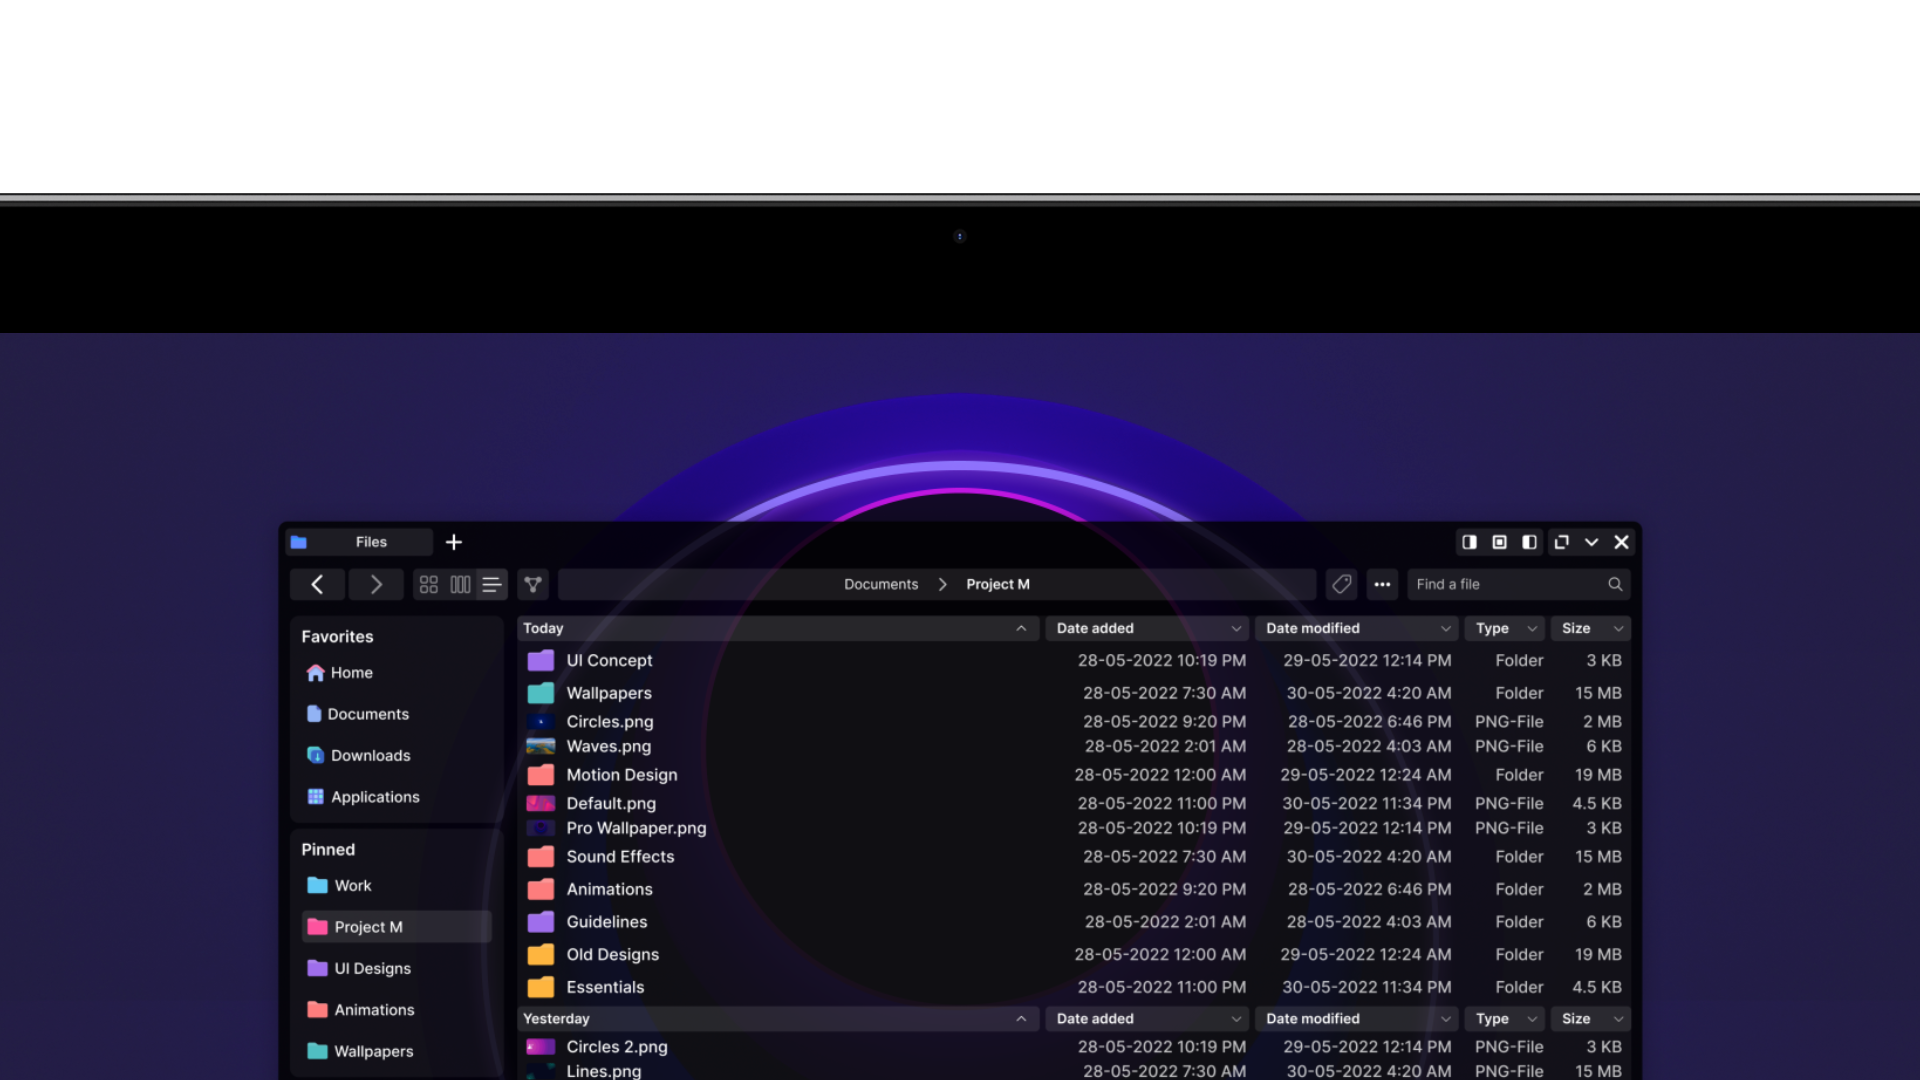 Files
Documents > Project M
Find a file
Favorites
Home
Documents
Downloads
Applications
Pinned
Work
Project M
UI Designs
Animations
Wallpapers
Today Date added Date modified Type Size
UI Concept 28-05-2022 10:19 PM 29-05-2022 12:14 PM Folder 3 KB
Wallpapers 28-05-2022 7:30 AM 30-05-2022 4:20 AM Folder 15 MB
Circles.png 28-05-2022 9:20 PM 28-05-2022 6:46 PM PNG-File 2 MB
Waves.png 28-05-2022 2:01 AM 28-05-2022 4:03 AM PNG-File 6 KB
Motion Design 28-05-2022 12:00 AM 29-05-2022 12:24 AM Folder 19 MB
Default.png 28-05-2022 11:00 PM 30-05-2022 11:34 PM PNG-File 4.5 KB
Pro Wallpaper.png 28-05-2022 10:19 PM 29-05-2022 12:14 PM PNG-File 3 KB
Sound Effects 28-05-2022 7:30 AM 30-05-2022 4:20 AM Folder 15 MB
Animations 28-05-2022 9:20 PM 28-05-2022 6:46 PM Folder 2 MB
Guidelines 28-05-2022 2:01 AM 28-05-2022 4:03 AM Folder 6 KB
Old Designs 28-05-2022 12:00 AM 29-05-2022 12:24 AM Folder 19 MB
Essentials 28-05-2022 11:00 PM 30-05-2022 11:34 PM Folder 4.5 KB
Yesterday Date added Date modified Type Size
Circles 2.png 28-05-2022 10:19 PM 29-05-2022 12:14 PM PNG-File 3 KB
Lines.png 28-05-2022 7:30 AM 30-05-2022 4:20 AM PNG-File 15 MB